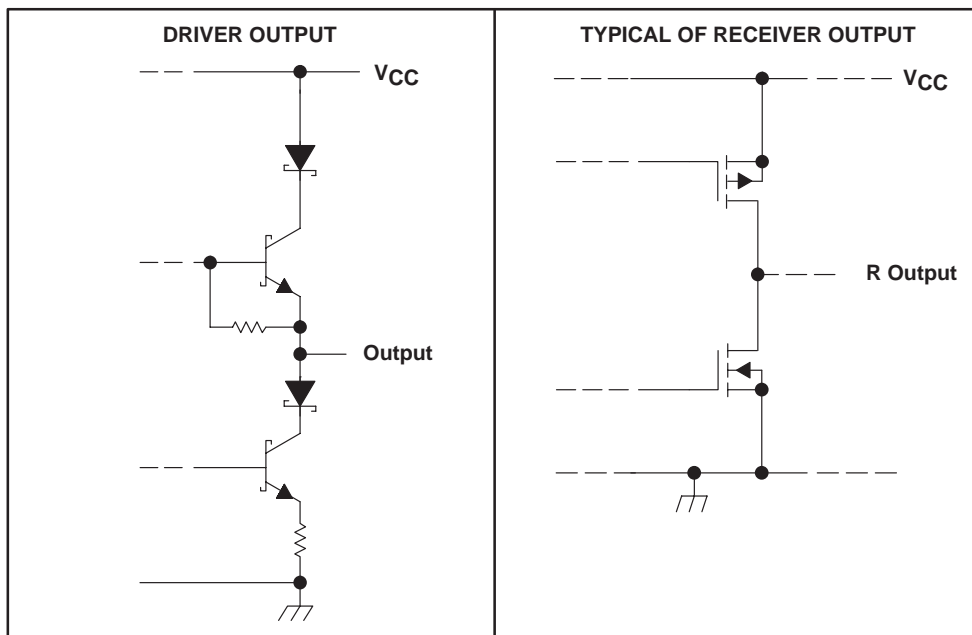 DRIVER OUTPUT
VCC
Output
TYPICAL OF RECEIVER OUTPUT
VCC
R Output